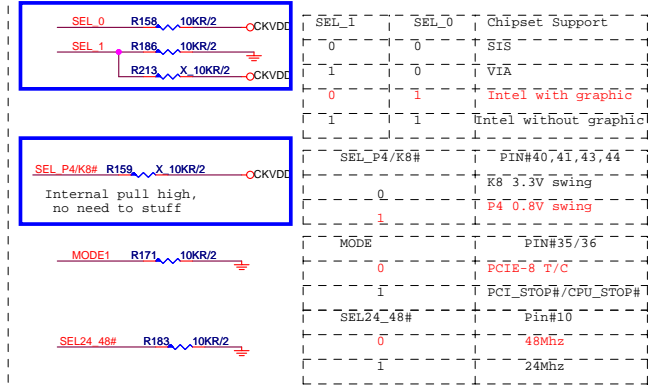 SEL_0 R158 10KR/2 CKVDD
SEL_1 R186 10KR/2
R213 X_10KR/2 CKVDD
SEL_P4/K8# R159 X_10KR/2 CKVDD
Internal pull high,
no need to stuff
MODE1 R171 10KR/2
SEL24_48# R183 10KR/2
SEL_1 SEL_0 Chipset Support
0 0 SIS
1 0 VIA
0 1 Intel with graphic
1 1 Intel without graphic
SEL_P4/K8# PIN#40,41,43,44
0 K8 3.3V swing
1 P4 0.8V swing
MODE PIN#35/36
0 PCIE-8 T/C
1 PCI_STOP#/CPU_STOP#
SEL24_48# Pin#10
0 48Mhz
1 24Mhz